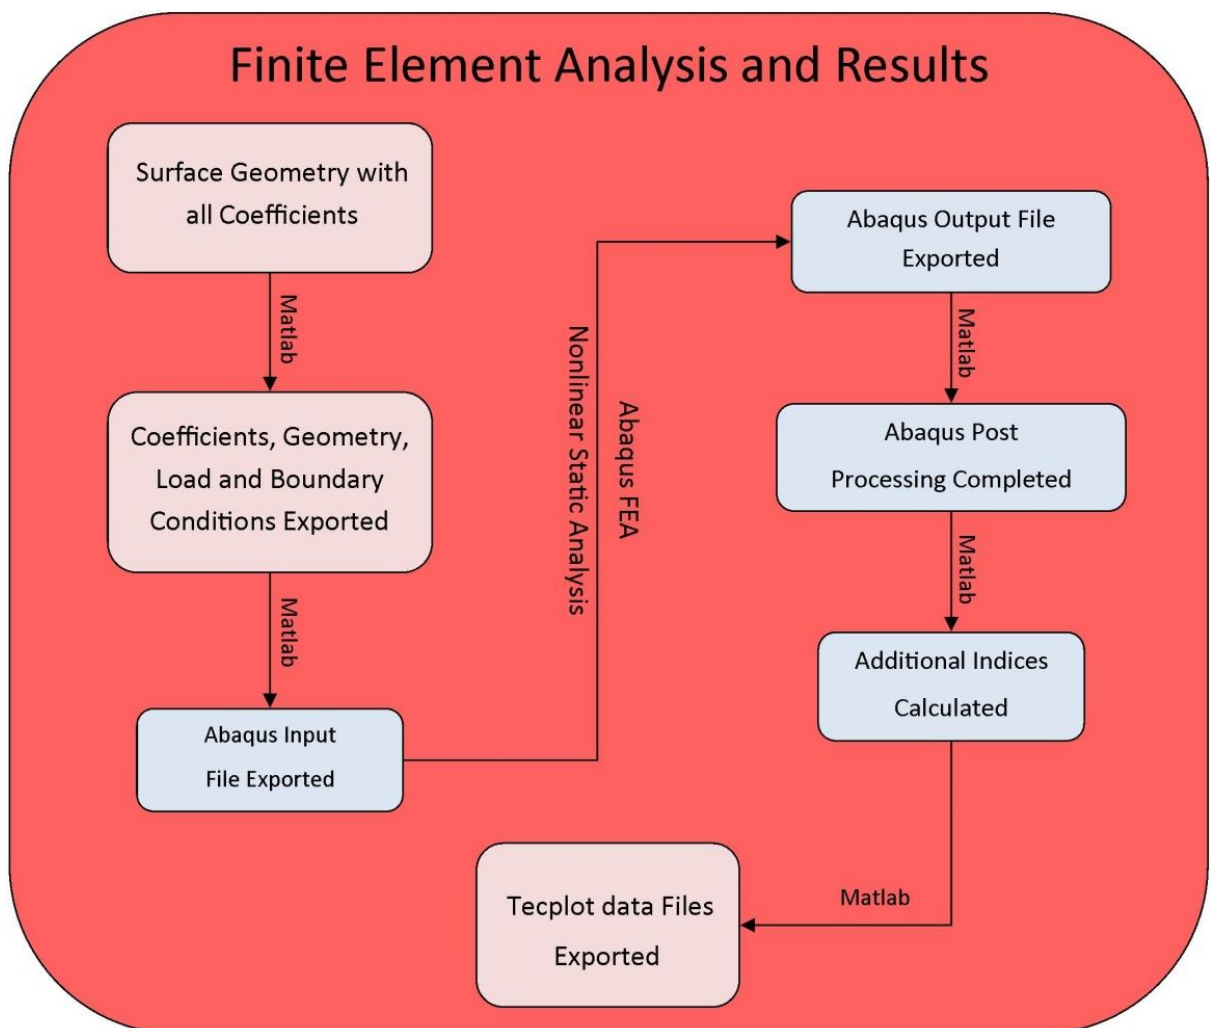 Finite Element Analysis and Results
Surface Geometry with
all Coefficients
Matlab
Coefficients, Geometry,
Load and Boundary
Conditions Exported
Matlab
Abaqus Input
File Exported
Abaqus FEA
Nonlinear Static Analysis
Abaqus Output File
Exported
Matlab
Abaqus Post
Processing Completed
Matlab
Additional Indices
Calculated
Matlab
Tecplot data Files
Exported